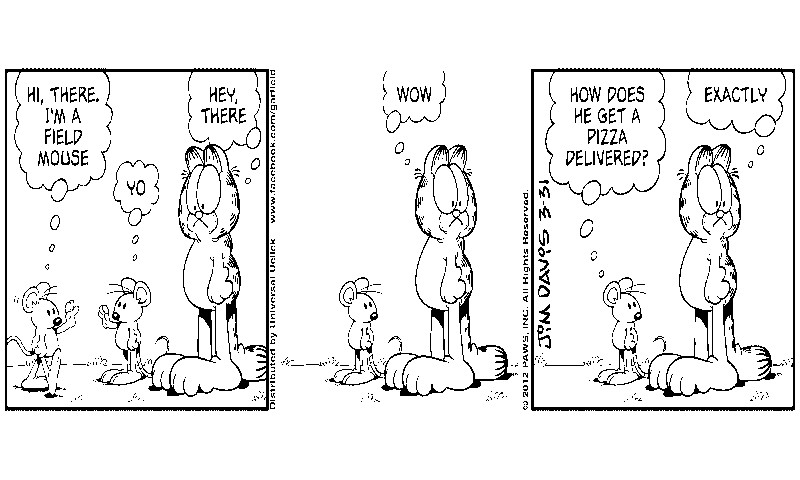 HI, THERE.
I'M A
FIELD
MOUSE
YO
HEY,
THERE
www.facebook.com/garfield
Distributed by Universal Uclick
WOW
© 2012 PAWS, INC. All Rights Reserved.
JIM DAVIS 3-31
HOW DOES
HE GET A
PIZZA
DELIVERED?
EXACTLY